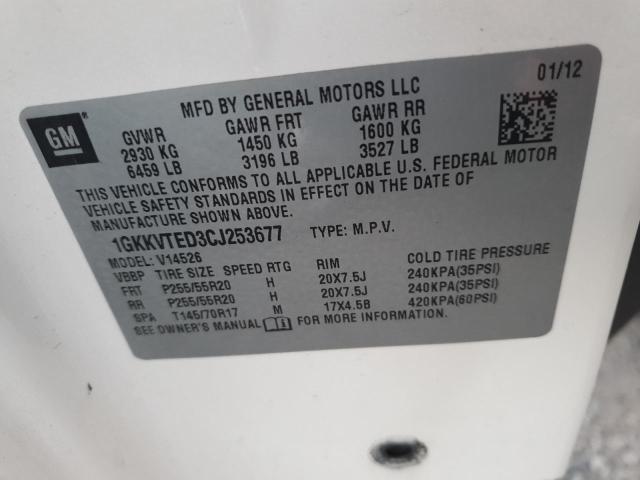 01/12
MFD BY GENERAL MOTORS LLC
GM
GVWR GAWR FRT GAWR RR
2930 KG 1450 KG 1600 KG
6459 LB 3196 LB 3527 LB
THIS VEHICLE CONFORMS TO ALL APPLICABLE U.S. FEDERAL MOTOR
VEHICLE SAFETY STANDARDS IN EFFECT ON THE DATE OF
MANUFACTURE SHOWN ABOVE.
1GKKVTED3CJ253677 TYPE: M.P.V.
MODEL: V14526
VBBP TIRE SIZE SPEED RTG RIM COLD TIRE PRESSURE
FRT P255/55R20 H 20X7.5J 240KPA(35PSI)
RR P255/55R20 H 20X7.5J 240KPA(35PSI)
SPA T145/70R17 M 17X4.5B 420KPA(60PSI)
SEE OWNER'S MANUAL FOR MORE INFORMATION.